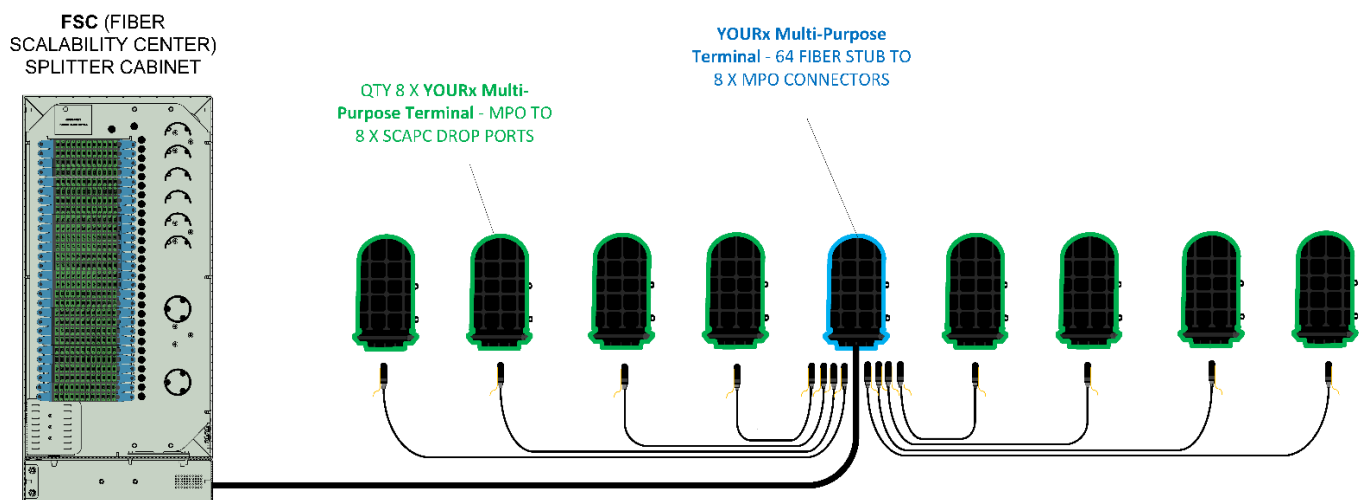 FSC (FIBER
SCALABILITY CENTER)
SPLITTER CABINET
QTY 8 X YOURx Multi-
Purpose Terminal - MPO TO
8 X SCAPC DROP PORTS
YOURx Multi-Purpose
Terminal - 64 FIBER STUB TO
8 X MPO CONNECTORS